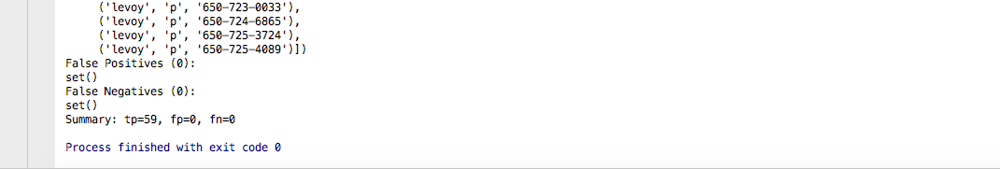 ('levoy', 'p', '650-723-0033'),
('levoy', 'p', '650-724-6865'),
('levoy', 'p', '650-725-3724'),
('levoy', 'p', '650-725-4089')])
False Positives (0):
set()
False Negatives (0):
set()
Summary: tp=59, fp=0, fn=0
Process finished with exit code 0